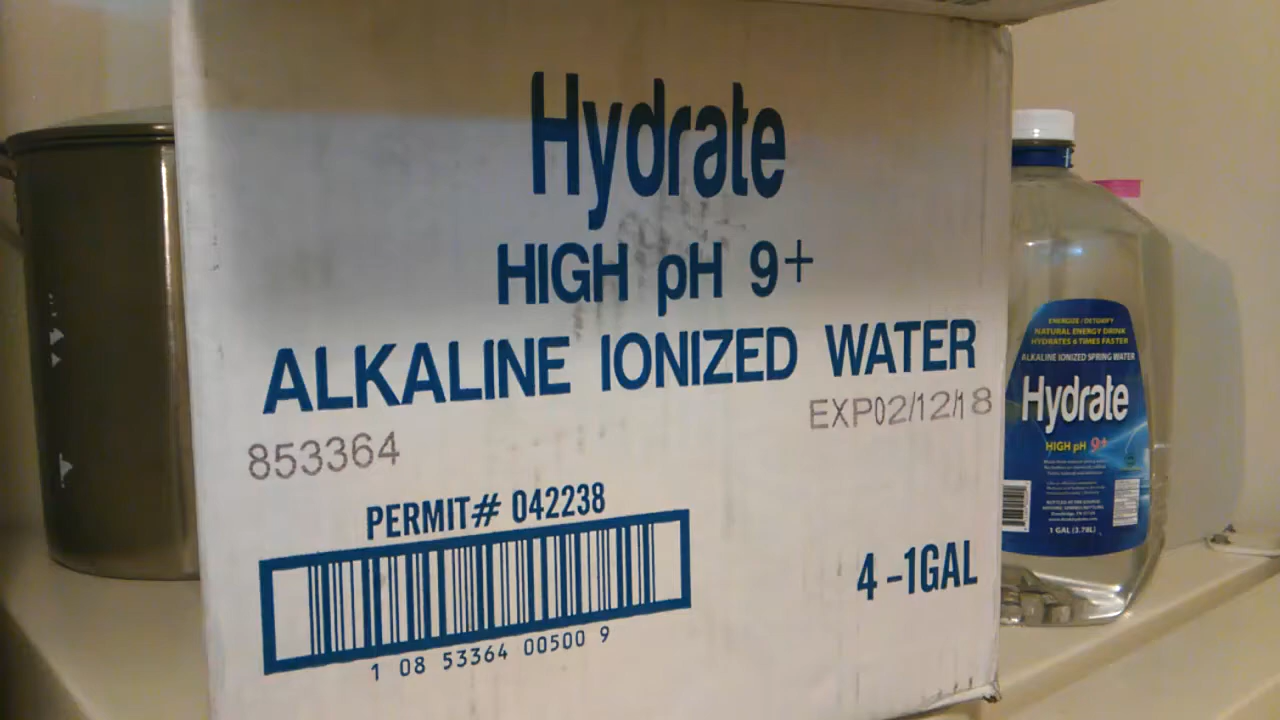 Hydrate
HIGH pH 9+
ALKALINE IONIZED WATER
EXP02/12/18
853364
PERMIT# 042238
1 08 53364 00500 9
4-1GAL
ENERGIZE / DETOXIFY
NATURAL ENERGY DRINK
HYDRATES 6 TIMES FASTER
ALKALINE IONIZED SPRING WATER
Hydrate
HIGH pH 9+
1 GAL (3.78L)